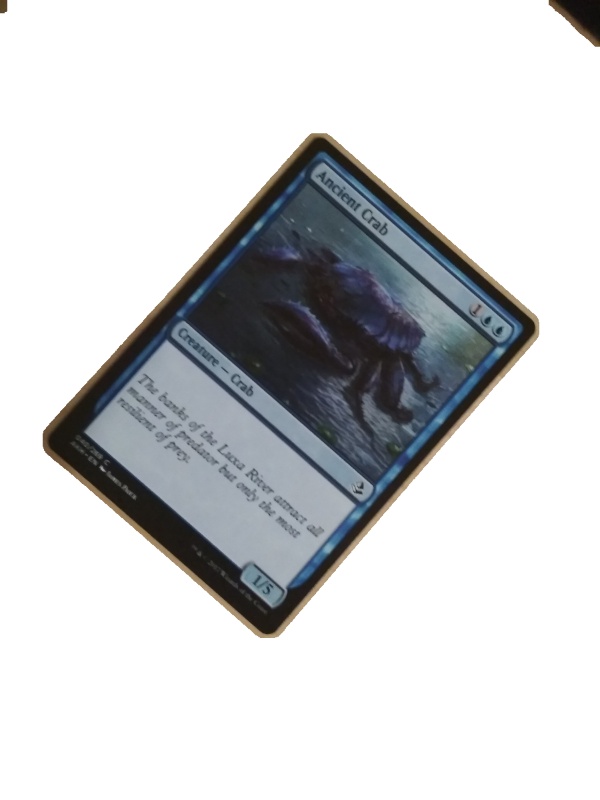 Ancient Crab
1
Creature — Crab
The banks of the Luxa River attract all
manner of predator but only the most
resilient of prey.
1/5